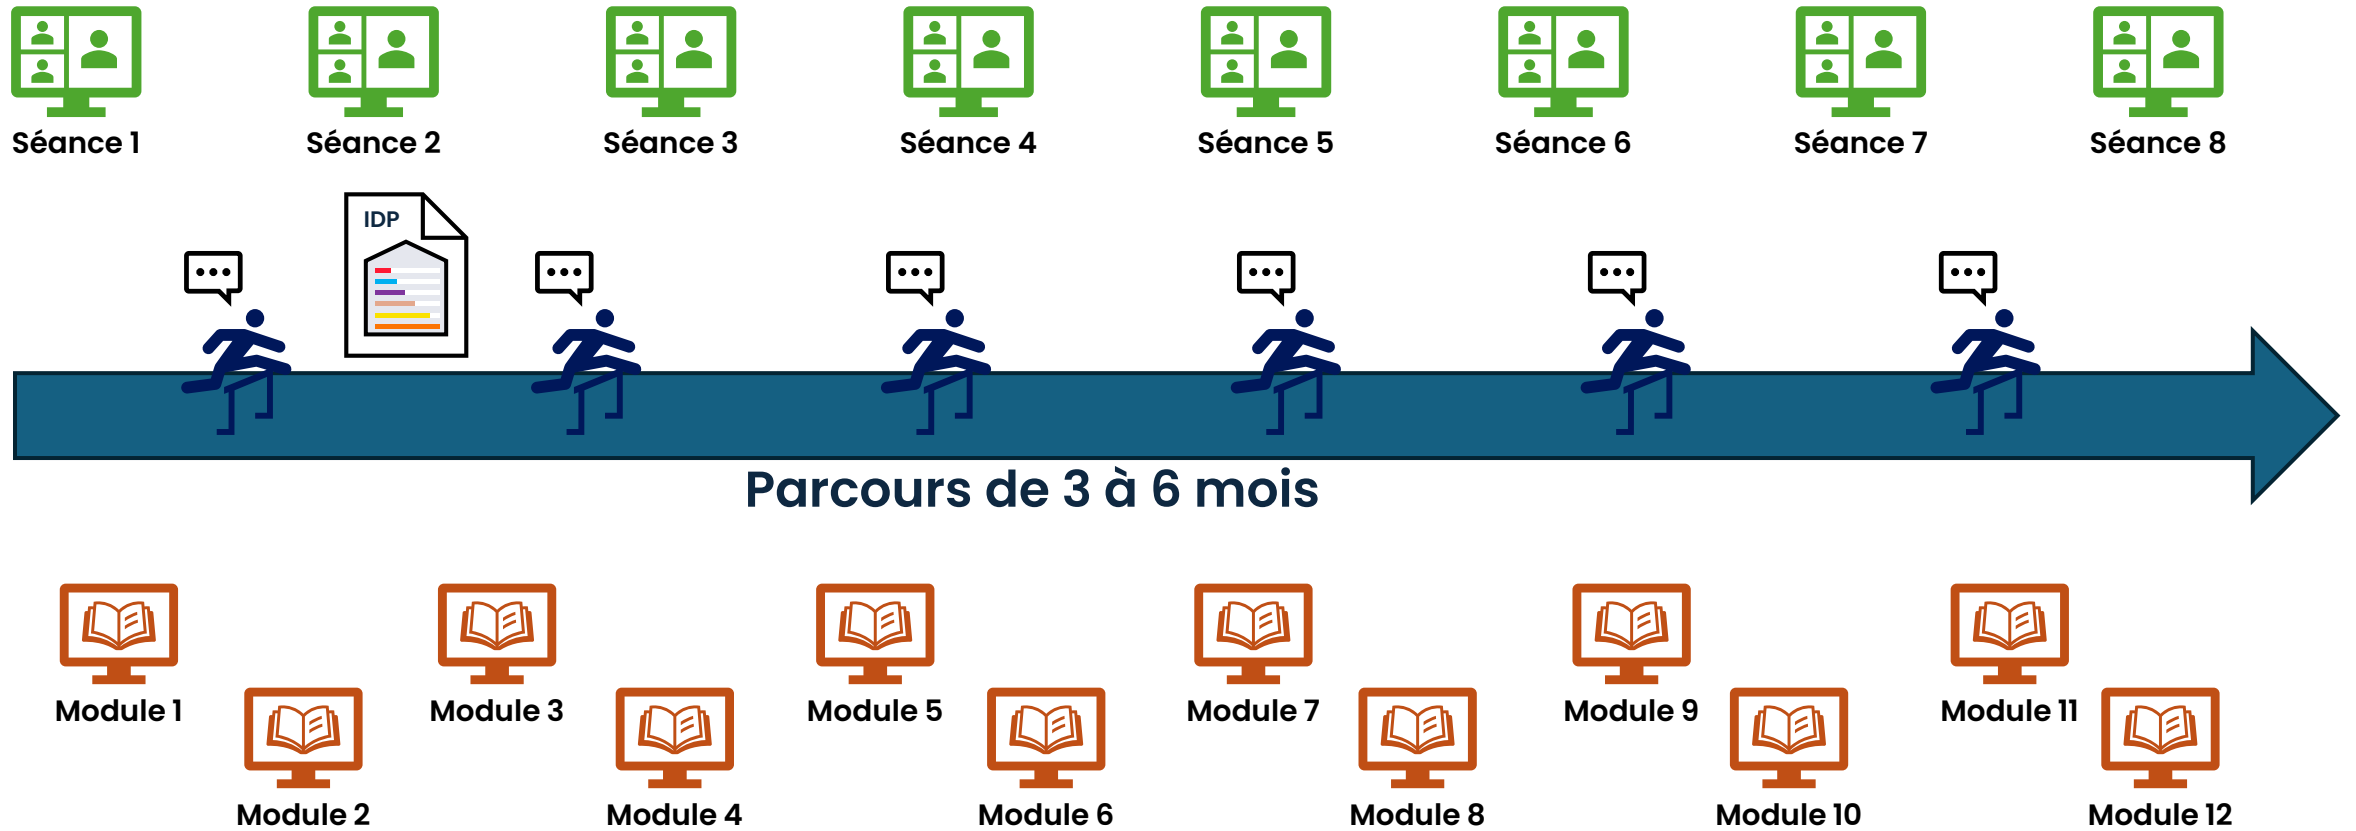 Séance 1
Séance 2
Séance 3
Séance 4
Séance 5
Séance 6
Séance 7
Séance 8
IDP
Parcours de 3 à 6 mois
Module 1
Module 2
Module 3
Module 4
Module 5
Module 6
Module 7
Module 8
Module 9
Module 10
Module 11
Module 12